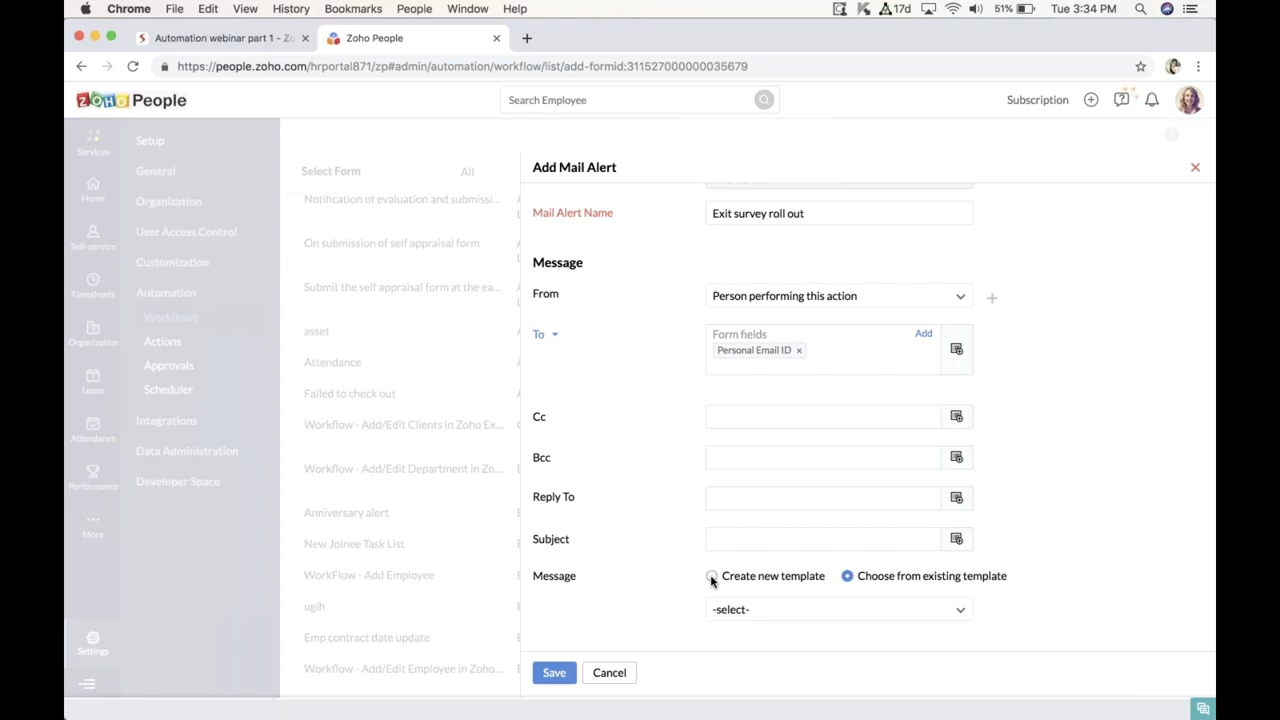 Chrome File Edit View History Bookmarks People Window Help 17d 51% Tue 3:34 PM
Automation webinar part 1 - Zo
Zoho People
https://people.zoho.com/hrportal871/zp#admin/automation/workflow/list/add-formid:311527000000035679
ZOHO People
Search Employee
Subscription
Services
Home
Self-service
Timesheets
Organization
Leave
Attendance
Performance
More
Settings
Setup
General
Organization
User Access Control
Customization
Automation
Workflows
Actions
Approvals
Scheduler
Integrations
Data Administration
Developer Space
Select Form All
Notification of evaluation and submissi...
On submission of self appraisal form
Submit the self appraisal form at the ea...
asset
Attendance
Failed to check out
Workflow - Add/Edit Clients in Zoho Ex...
Workflow - Add/Edit Department in Zo...
Anniversary alert
New Joinee Task List
WorkFlow - Add Employee
ugih
Emp contract date update
Workflow - Add/Edit Employee in Zoho...
Add Mail Alert
Mail Alert Name Exit survey roll out
Message
From Person performing this action
To Form fields Add
Personal Email ID
Cc
Bcc
Reply To
Subject
Message Create new template Choose from existing template
-select-
Save Cancel